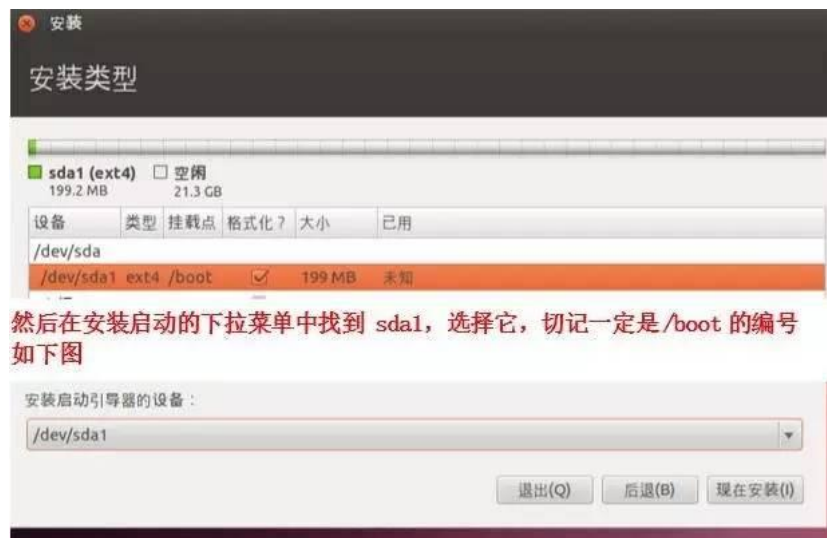 安装
安装类型
sda1 (ext4) 空闲
199.2 MB 21.3 GB
设备 类型 挂载点 格式化? 大小 已用
/dev/sda
/dev/sda1 ext4 /boot 199 MB 未知
然后在安装启动的下拉菜单中找到 sda1，选择它，切记一定是/boot 的编号
如下图
安装启动引导器的设备：
/dev/sda1
退出(Q) 后退(B) 现在安装(I)